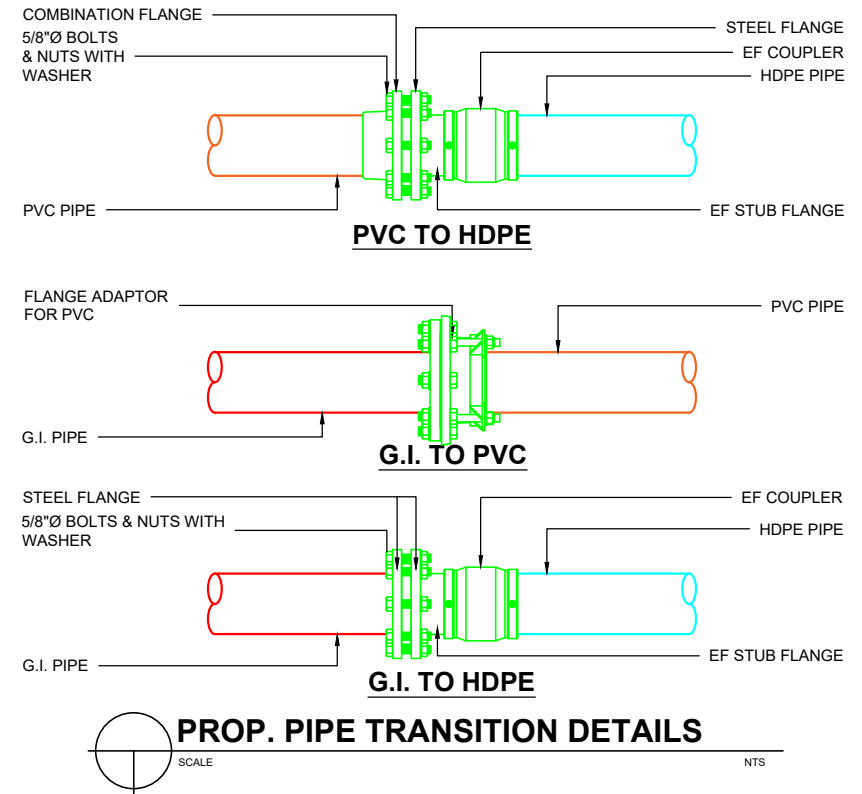 COMBINATION FLANGE
5/8"Ø BOLTS
& NUTS WITH
WASHER
STEEL FLANGE
EF COUPLER
HDPE PIPE
PVC PIPE
EF STUB FLANGE
PVC TO HDPE
FLANGE ADAPTOR
FOR PVC
PVC PIPE
G.I. PIPE
G.I. TO PVC
STEEL FLANGE
5/8"Ø BOLTS & NUTS WITH
WASHER
EF COUPLER
HDPE PIPE
G.I. PIPE
EF STUB FLANGE
G.I. TO HDPE
PROP. PIPE TRANSITION DETAILS
SCALE
NTS